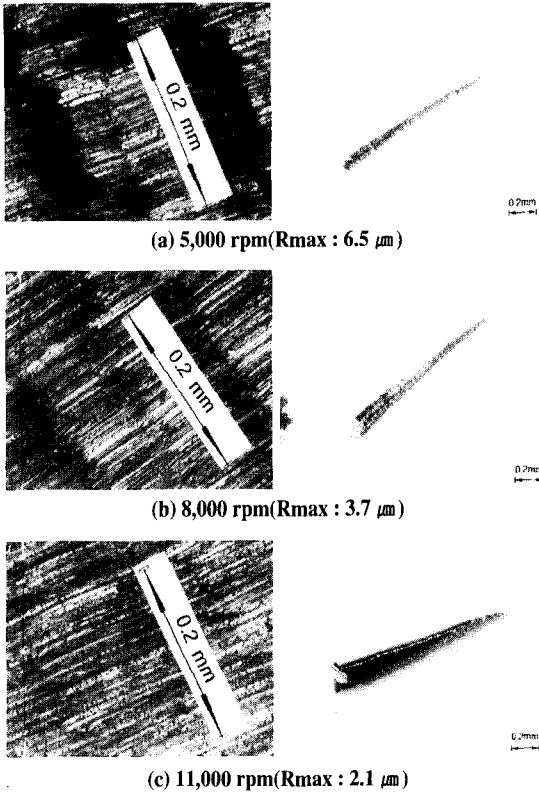 0.2 mm
0.2mm
(a) 5,000 rpm(Rmax : 6.5 ㎛)
0.2 mm
0.2mm
(b) 8,000 rpm(Rmax : 3.7 ㎛)
0.2 mm
0.2mm
(c) 11,000 rpm(Rmax : 2.1 ㎛)